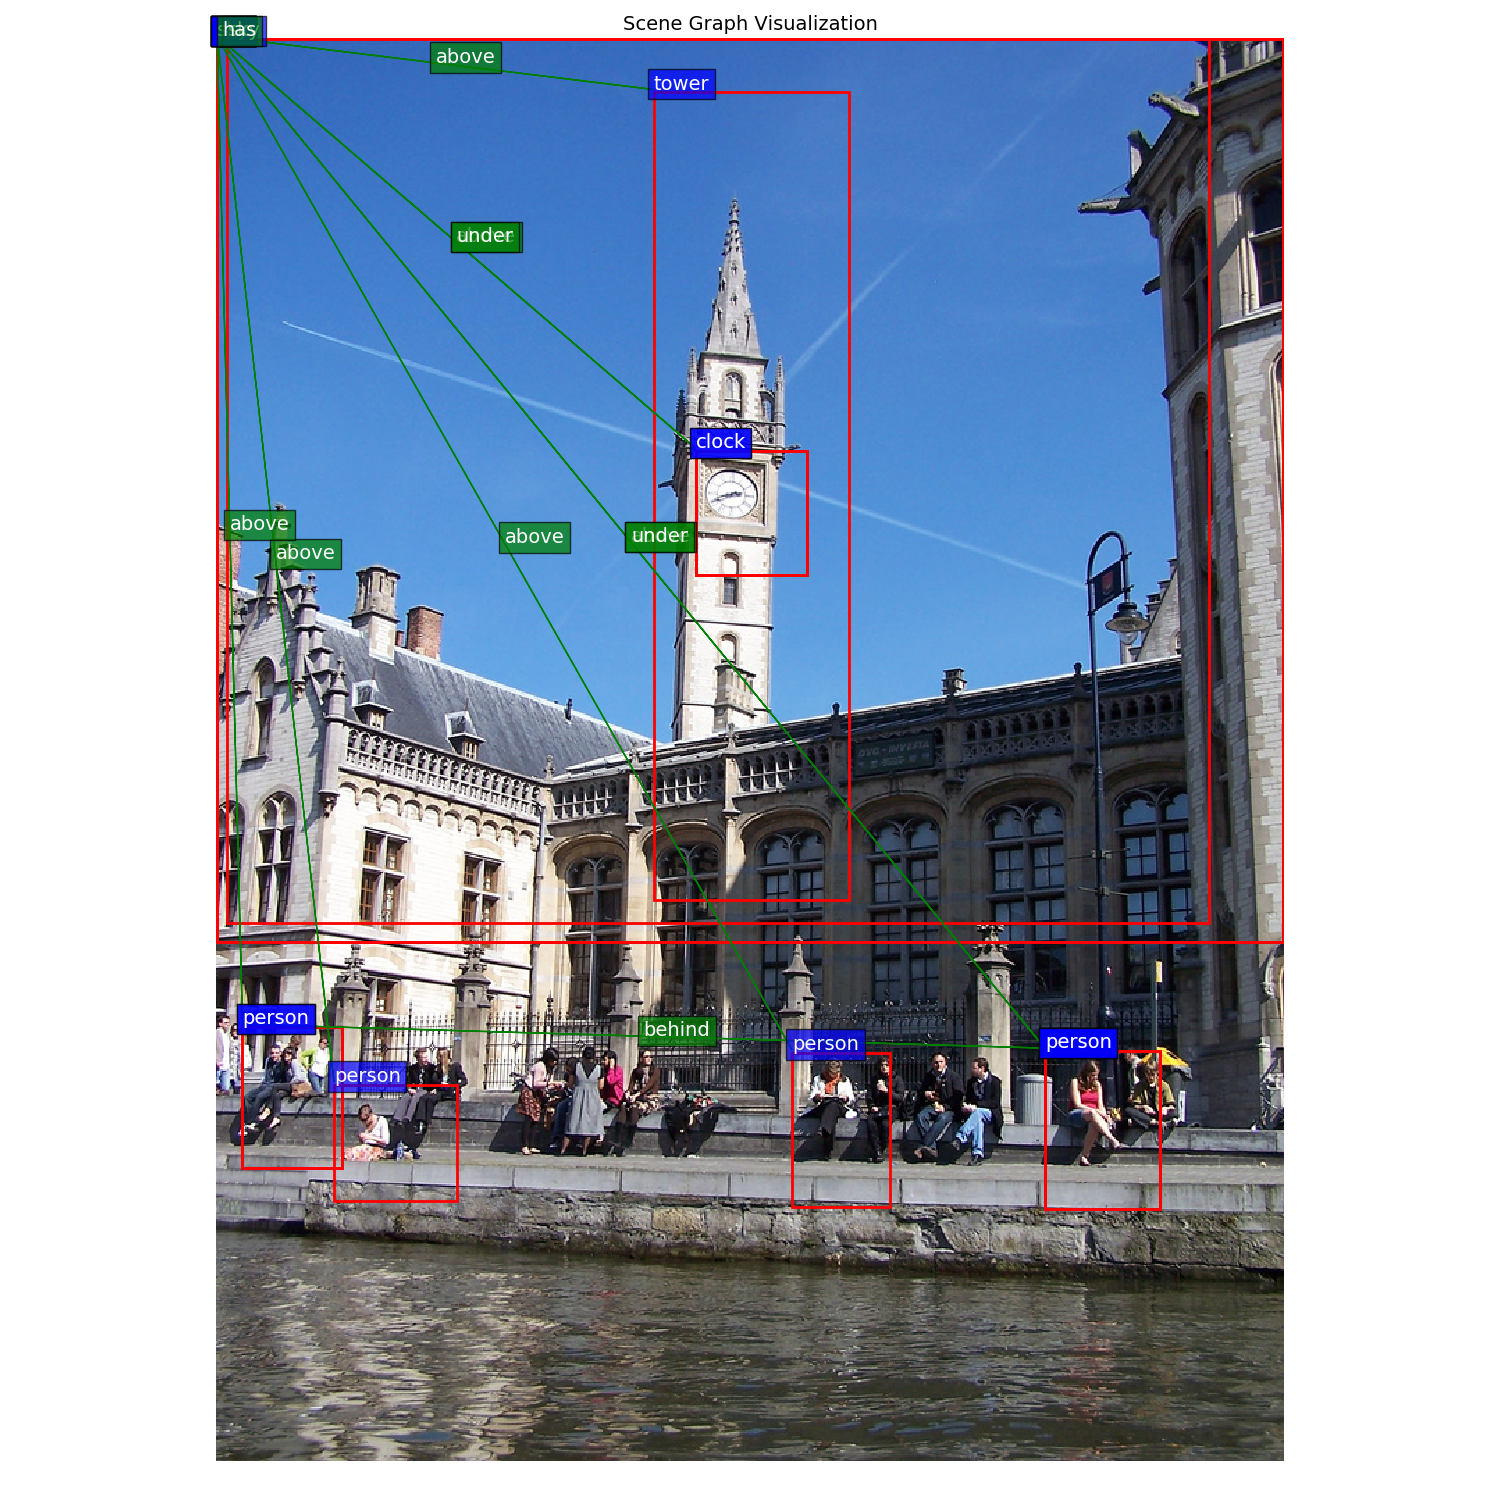 Scene Graph Visualization
has
above
tower
under
clock
above
above
above
under
person
person
behind
person
person